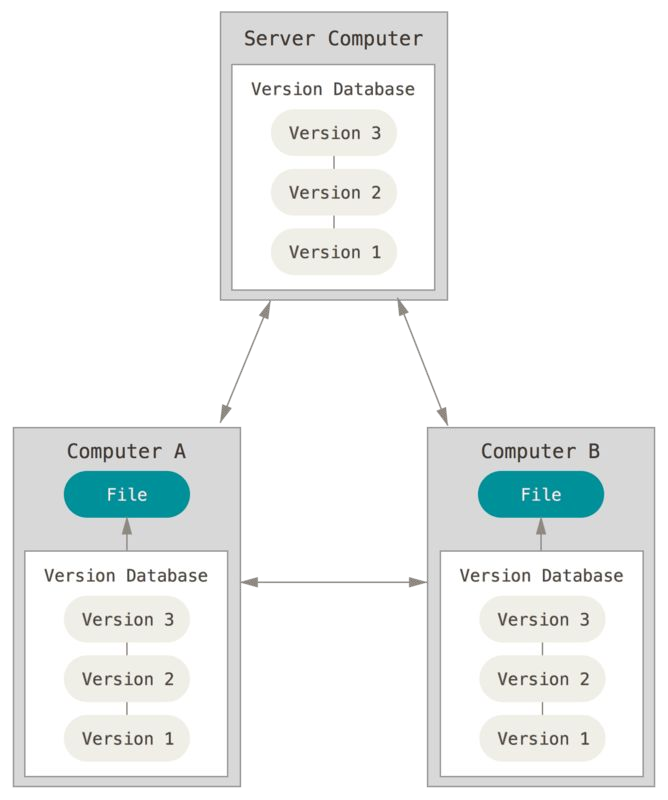 Server Computer
Version Database
Version 3
Version 2
Version 1
Computer A
File
Version Database
Version 3
Version 2
Version 1
Computer B
File
Version Database
Version 3
Version 2
Version 1